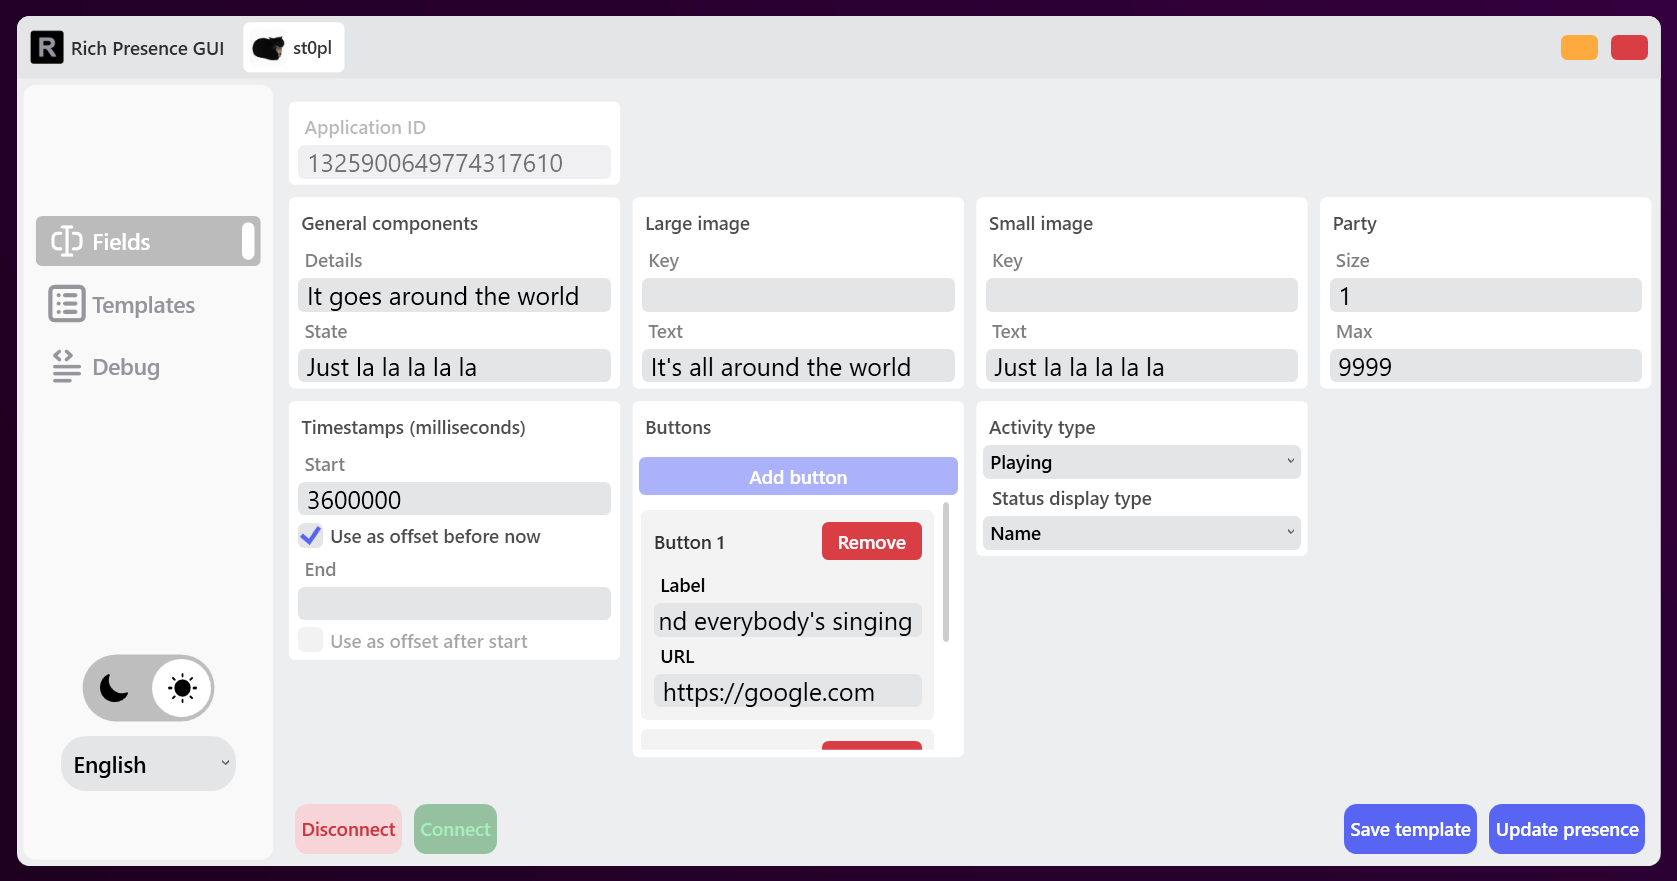 R Rich Presence GUI
st0pl
Fields
Templates
Debug
English
Application ID
1325900649774317610
General components
Details
It goes around the world
State
Just la la la la la
Large image
Key
Text
It's all around the world
Small image
Key
Text
Just la la la la la
Party
Size
1
Max
9999
Timestamps (milliseconds)
Start
3600000
Use as offset before now
End
Use as offset after start
Buttons
Add button
Button 1
Remove
Label
nd everybody's singing
URL
https://google.com
Activity type
Playing
Status display type
Name
Disconnect
Connect
Save template
Update presence